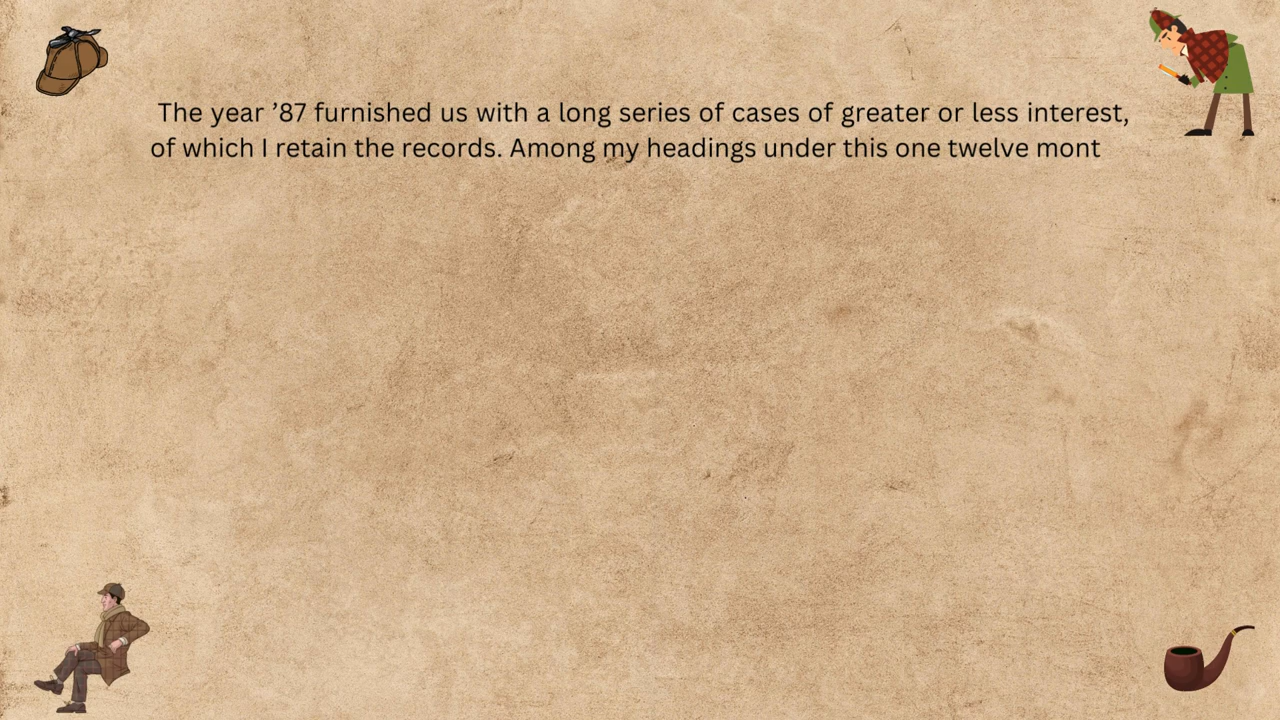 The year ’87 furnished us with a long series of cases of greater or less interest,
of which I retain the records. Among my headings under this one twelve mont